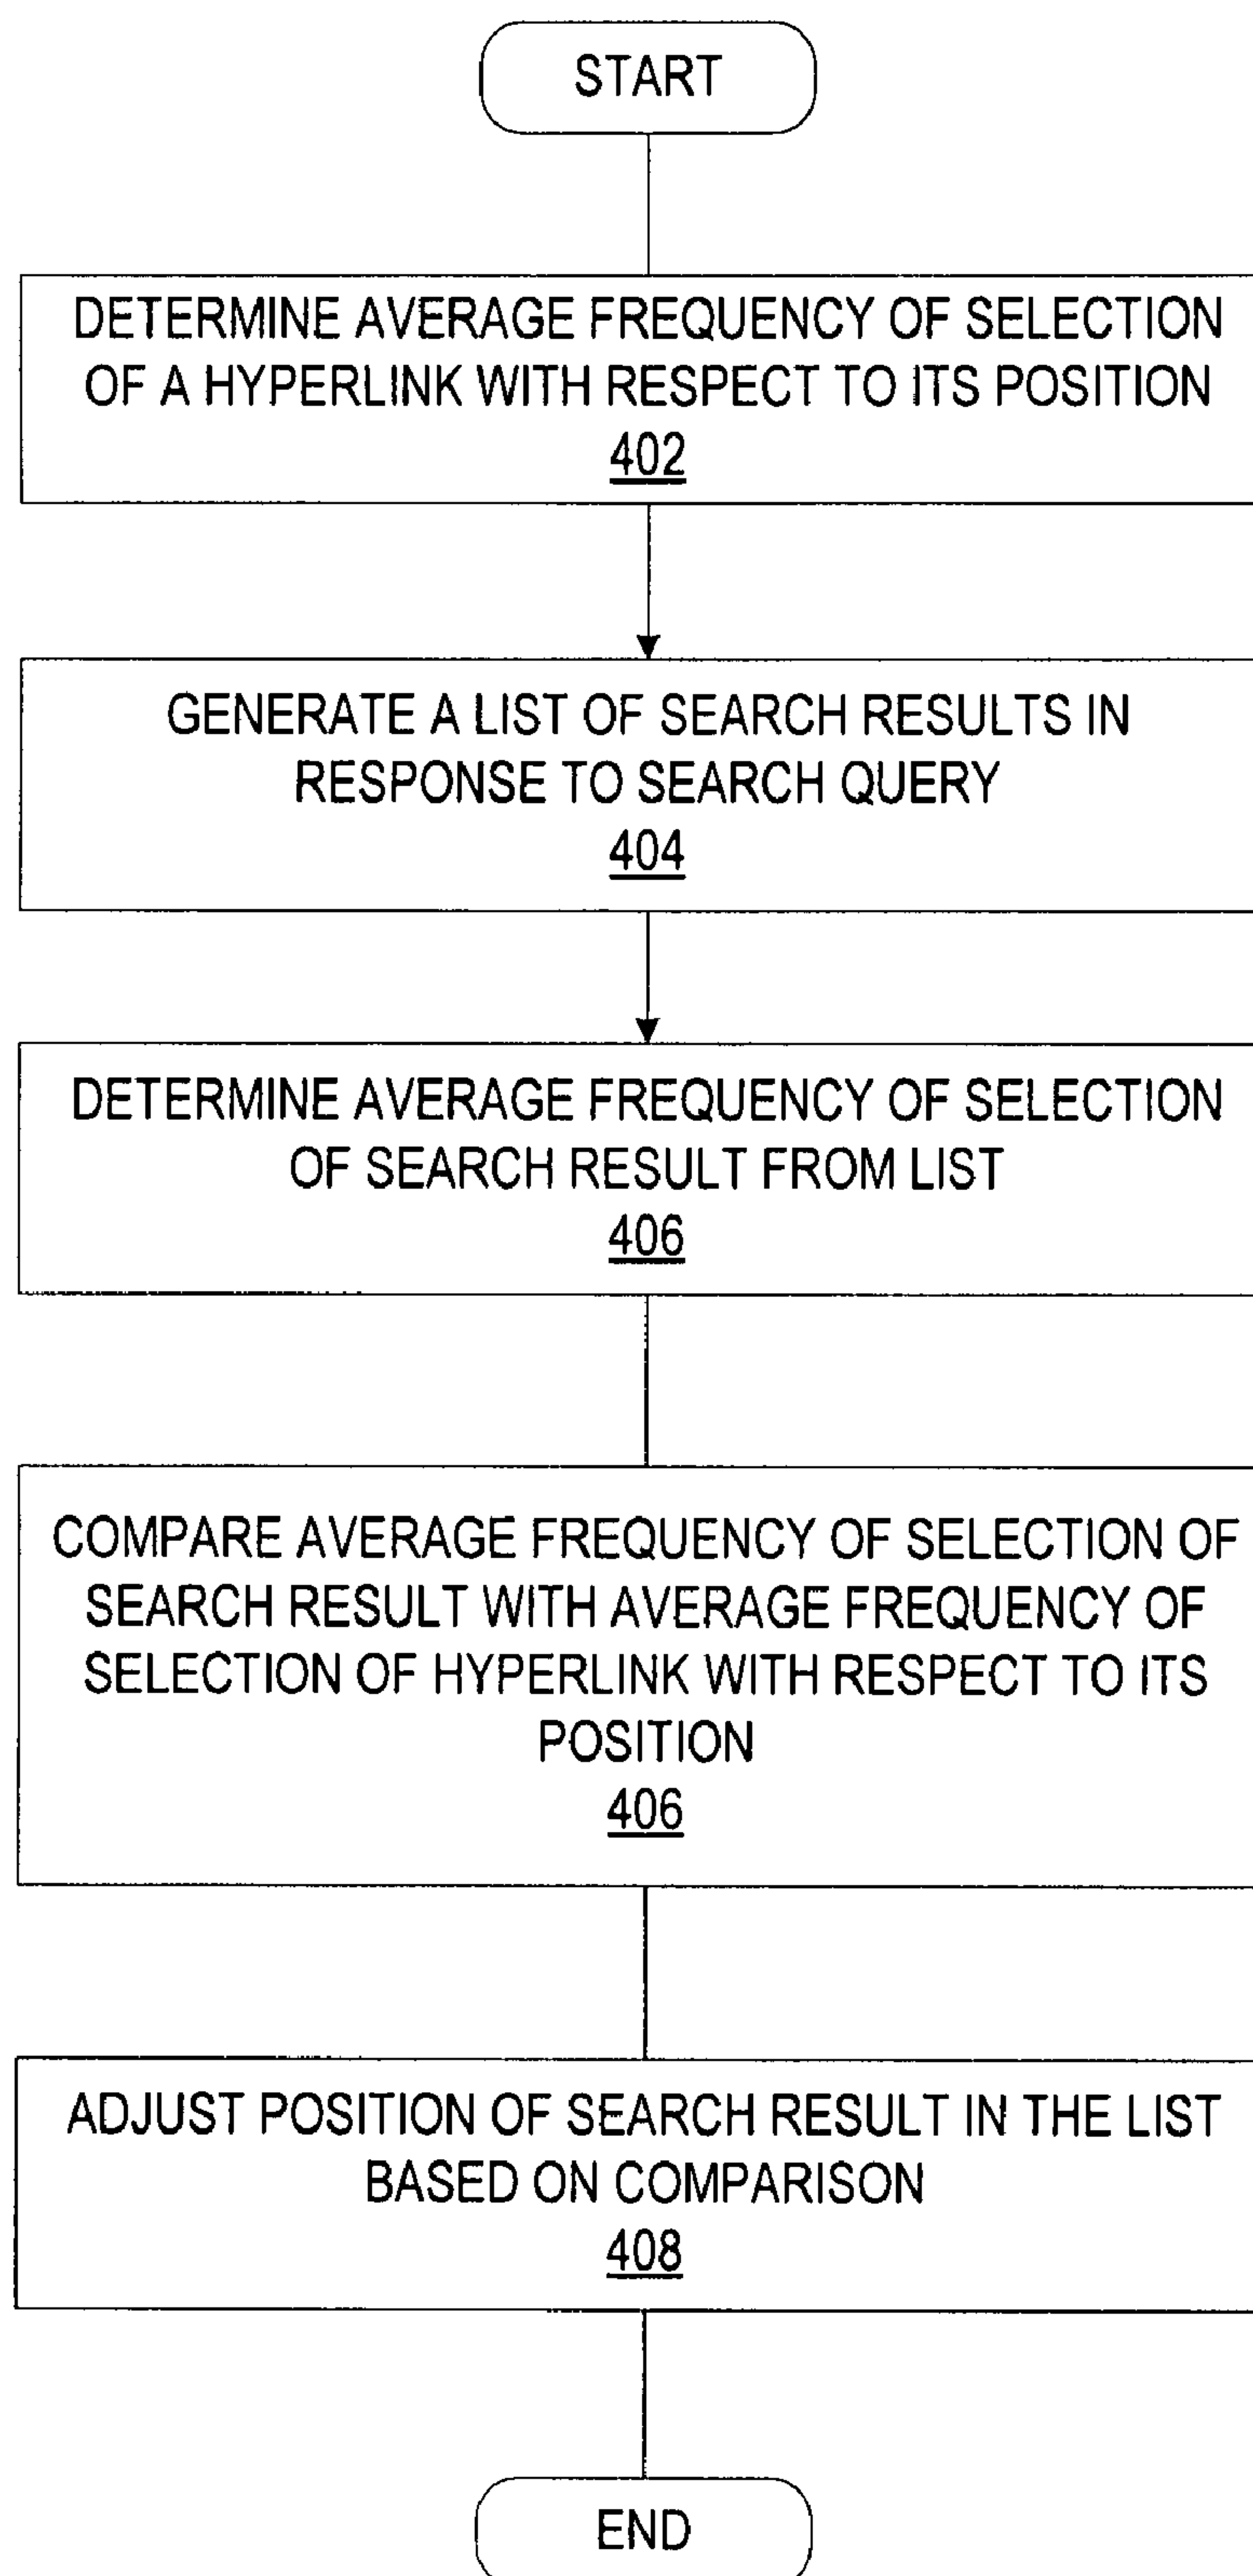 START
DETERMINE AVERAGE FREQUENCY OF SELECTION
OF A HYPERLINK WITH RESPECT TO ITS POSITION
402
GENERATE A LIST OF SEARCH RESULTS IN
RESPONSE TO SEARCH QUERY
404
DETERMINE AVERAGE FREQUENCY OF SELECTION
OF SEARCH RESULT FROM LIST
406
COMPARE AVERAGE FREQUENCY OF SELECTION OF
SEARCH RESULT WITH AVERAGE FREQUENCY OF
SELECTION OF HYPERLINK WITH RESPECT TO ITS
POSITION
406
ADJUST POSITION OF SEARCH RESULT IN THE LIST
BASED ON COMPARISON
408
END